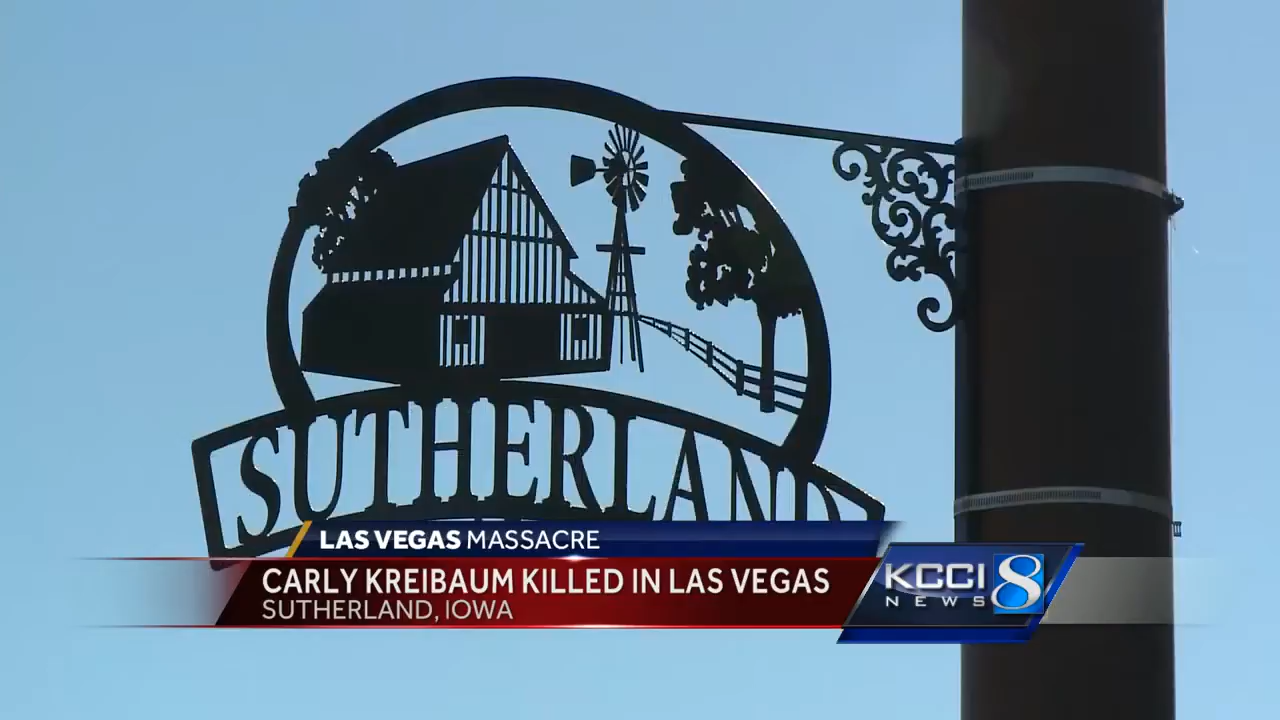 SUTHERLAND
LAS VEGAS MASSACRE
CARLY KREIBAUM KILLED IN LAS VEGAS
SUTHERLAND, IOWA
KCCI 8
NEWS